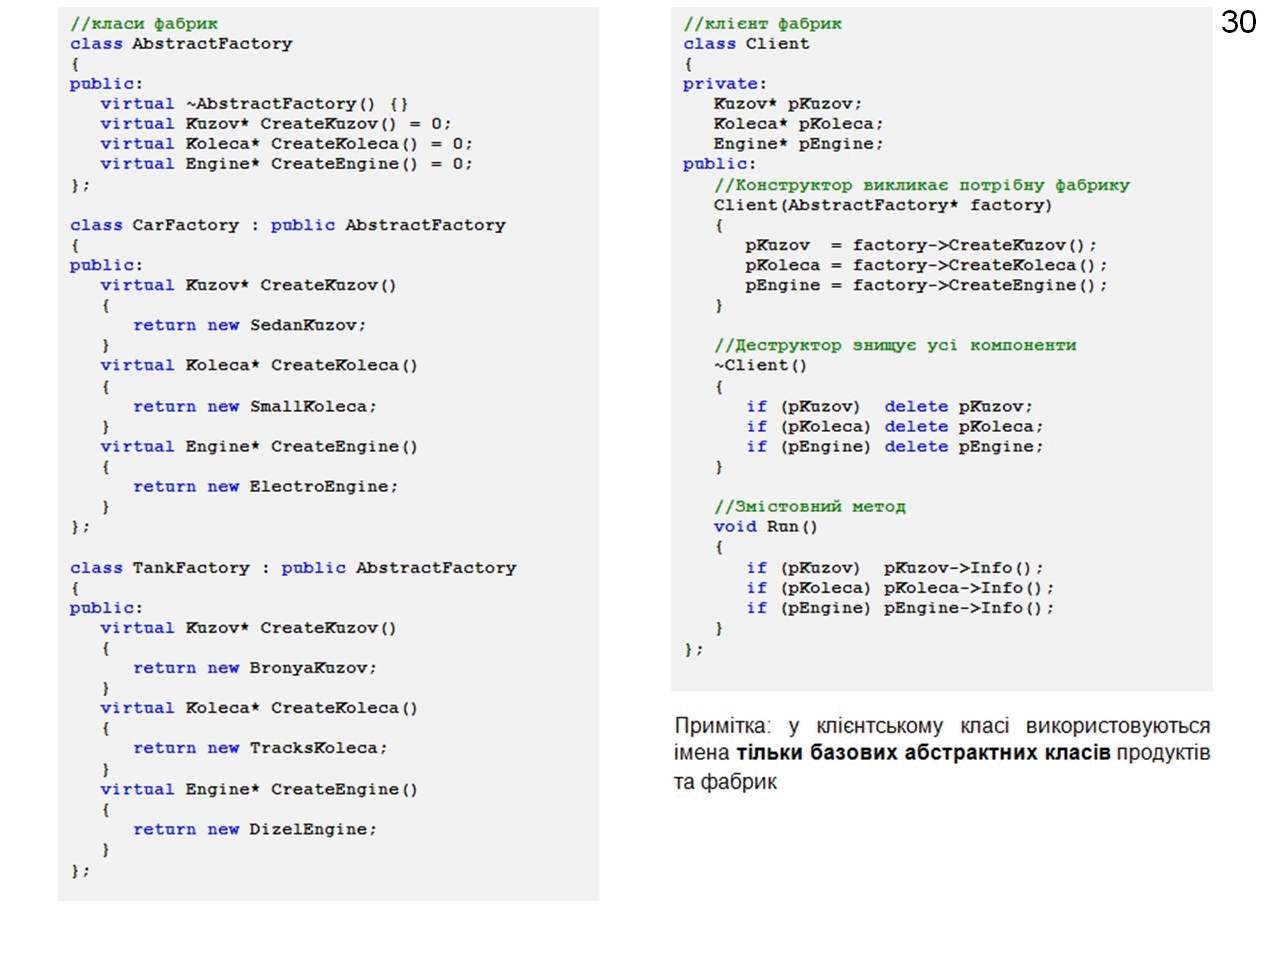 //класи фабрик
class AbstractFactory
{
public:
   virtual ~AbstractFactory() {}
   virtual Kuzov* CreateKuzov() = 0;
   virtual Koleca* CreateKoleca() = 0;
   virtual Engine* CreateEngine() = 0;
};

class CarFactory : public AbstractFactory
{
public:
   virtual Kuzov* CreateKuzov()
   {
      return new SedanKuzov;
   }
   virtual Koleca* CreateKoleca()
   {
      return new SmallKoleca;
   }
   virtual Engine* CreateEngine()
   {
      return new ElectroEngine;
   }
};

class TankFactory : public AbstractFactory
{
public:
   virtual Kuzov* CreateKuzov()
   {
      return new BronyaKuzov;
   }
   virtual Koleca* CreateKoleca()
   {
      return new TracksKoleca;
   }
   virtual Engine* CreateEngine()
   {
      return new DizelEngine;
   }
};
//клієнт фабрик
class Client
{
private:
   Kuzov* pKuzov;
   Koleca* pKoleca;
   Engine* pEngine;
public:
   //Конструктор викликає потрібну фабрику
   Client(AbstractFactory* factory)
   {
      pKuzov  = factory->CreateKuzov();
      pKoleca = factory->CreateKoleca();
      pEngine = factory->CreateEngine();
   }

   //Деструктор знищує усі компоненти
   ~Client()
   {
      if (pKuzov)  delete pKuzov;
      if (pKoleca) delete pKoleca;
      if (pEngine) delete pEngine;
   }

   //Змістовний метод
   void Run()
   {
      if (pKuzov)  pKuzov->Info();
      if (pKoleca) pKoleca->Info();
      if (pEngine) pEngine->Info();
   }
};
Примітка: у клієнтському класі використовуються
імена тільки базових абстрактних класів продуктів
та фабрик
30